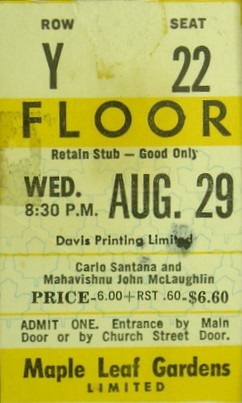 ROW SEAT
Y 22
FLOOR
Retain Stub — Good Only
WED. AUG. 29
8:30 P.M.
Davis Printing Limited
Carlo Santana and
Mahavishnu John McLaughlin
PRICE-6.00+RST .60-$6.60
ADMIT ONE. Entrance by Main
Door or by Church Street Door.
Maple Leaf Gardens
LIMITED